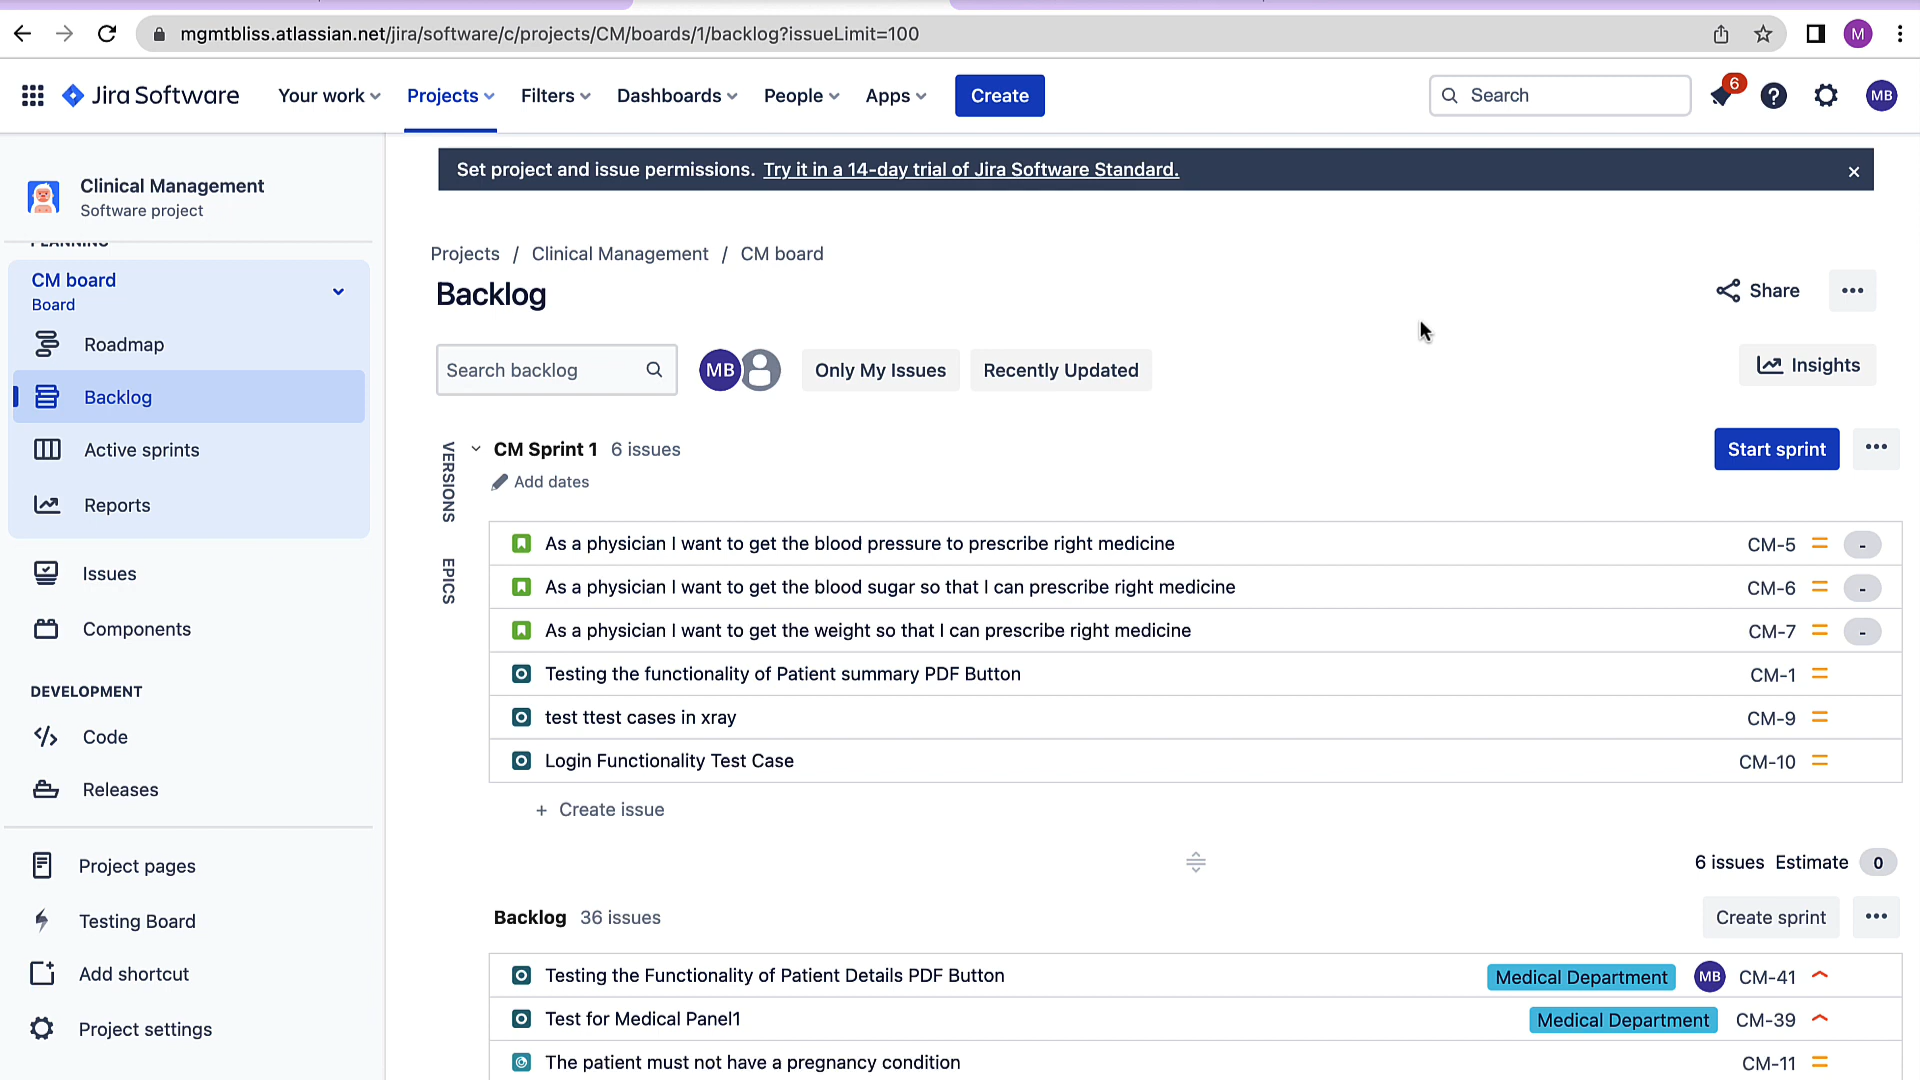 mgmtbliss.atlassian.net/jira/software/c/projects/CM/boards/1/backlog?issueLimit=100
M
Jira Software
Your work
Projects
Filters
Dashboards
People
Apps
Create
Search
6
MB
Clinical Management
Software project
PLANNING
CM board
Board
Roadmap
Backlog
Active sprints
Reports
Issues
Components
DEVELOPMENT
Code
Releases
Project pages
Testing Board
Add shortcut
Project settings
Set project and issue permissions. Try it in a 14-day trial of Jira Software Standard.
Projects / Clinical Management / CM board
Backlog
Share
Search backlog
MB
Only My Issues
Recently Updated
Insights
VERSIONS
EPICS
CM Sprint 1 6 issues
Start sprint
Add dates
As a physician I want to get the blood pressure to prescribe right medicine CM-5 -
As a physician I want to get the blood sugar so that I can prescribe right medicine CM-6 -
As a physician I want to get the weight so that I can prescribe right medicine CM-7 -
Testing the functionality of Patient summary PDF Button CM-1
test ttest cases in xray CM-9
Login Functionality Test Case CM-10
+ Create issue
6 issues Estimate 0
Backlog 36 issues
Create sprint
Testing the Functionality of Patient Details PDF Button Medical Department MB CM-41
Test for Medical Panel1 Medical Department CM-39
The patient must not have a pregnancy condition CM-11